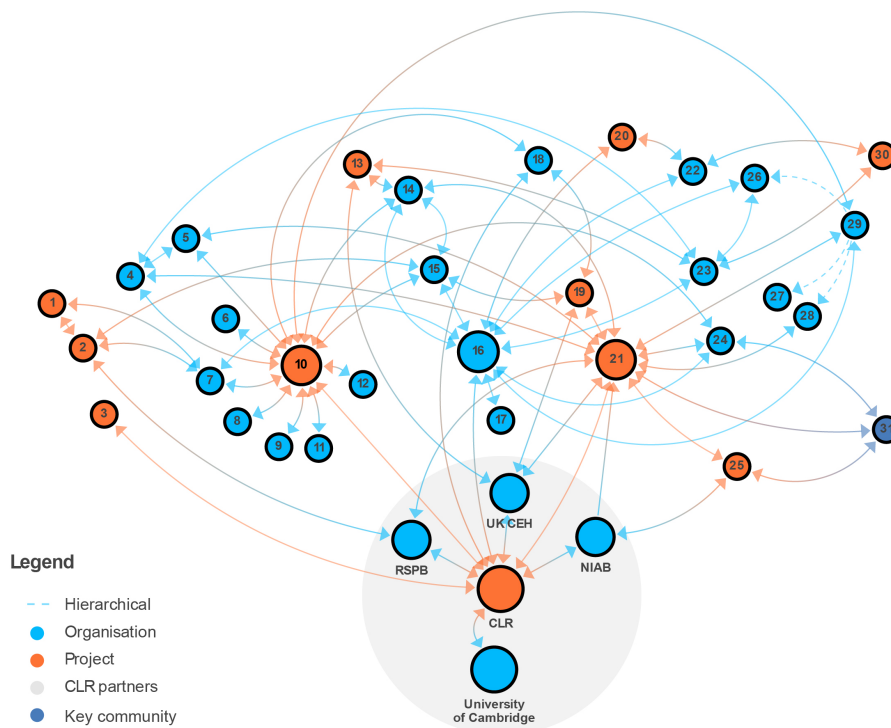 20
30
18
13
22
26
14
29
5
23
15
4
19
27
1
28
6
24
2
16
21
10
7
12
3
8
17
31
9
11
25
UK CEH
RSPB
NIAB
Legend
CLR
Hierarchical
Organisation
Project
CLR partners
University
of Cambridge
Key community